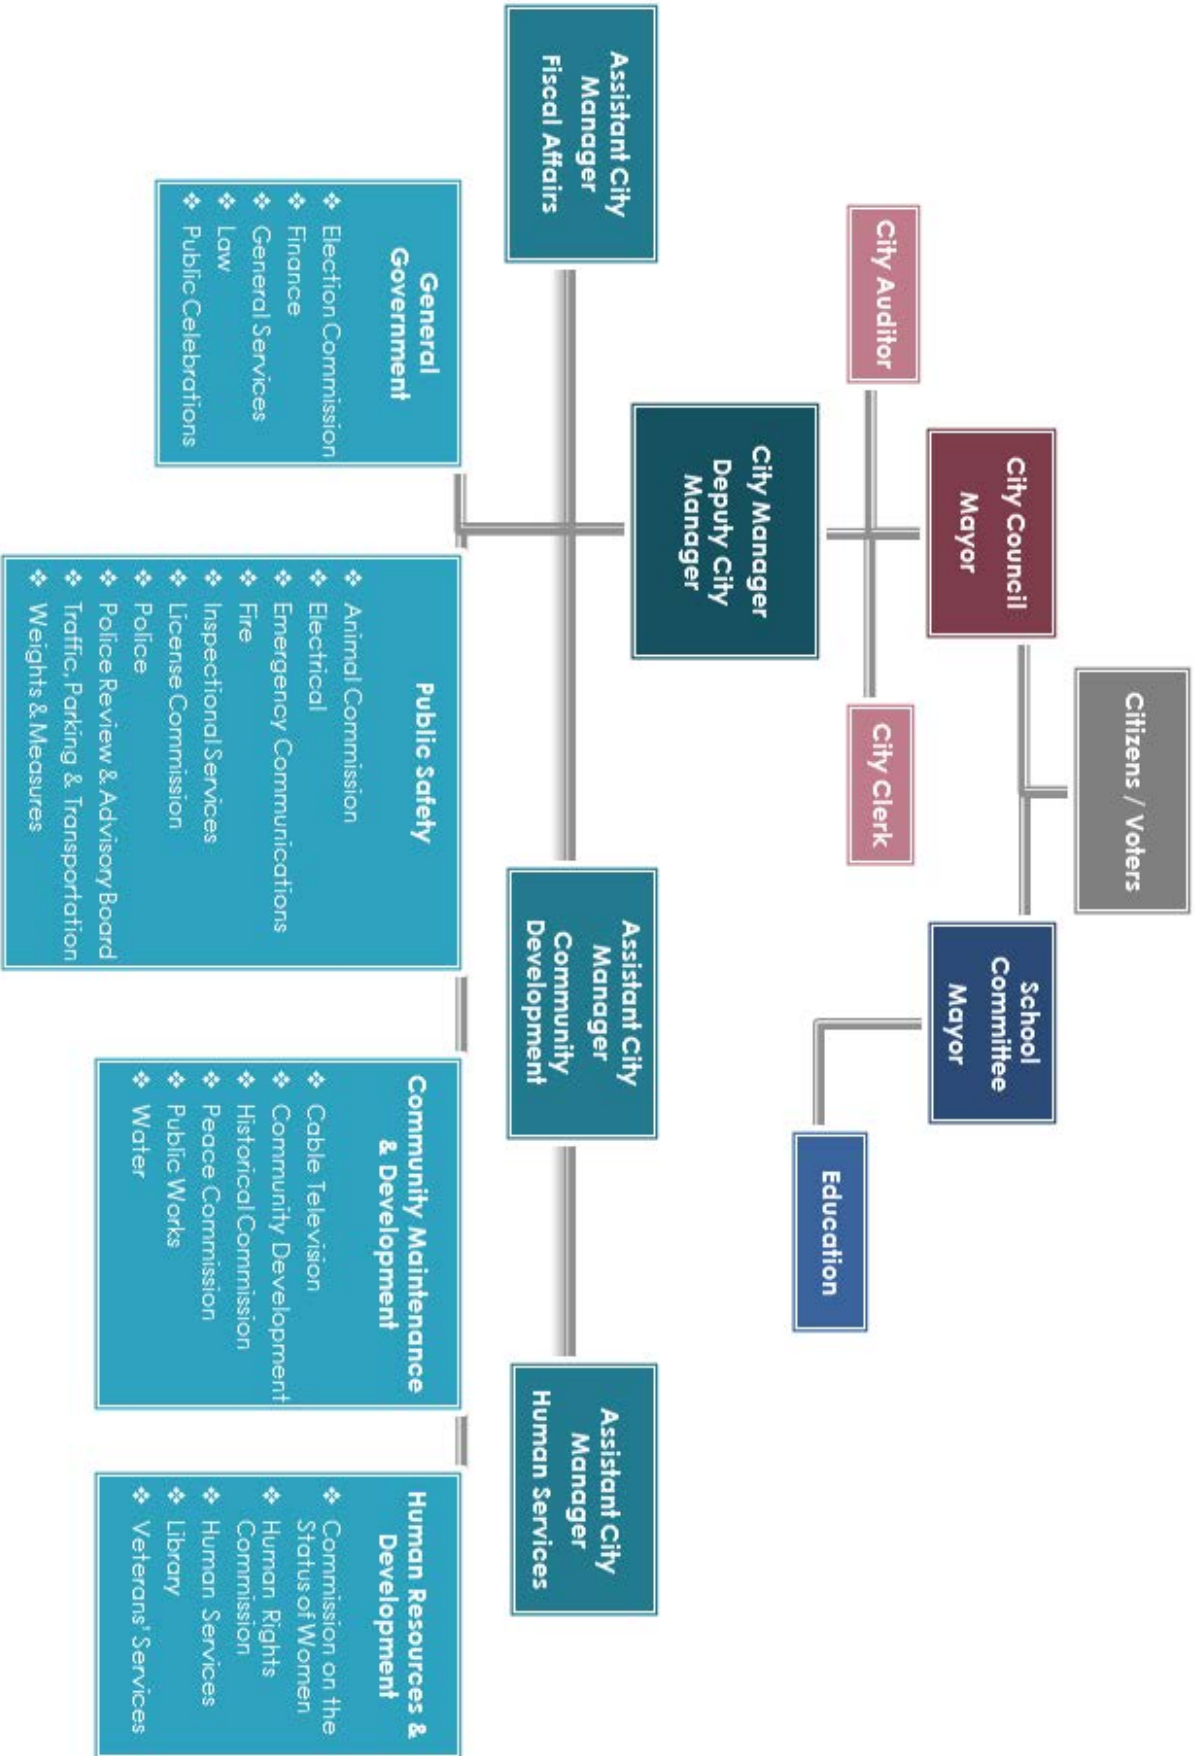 Citizens / Voters
City Council
Mayor
School
Committee
Mayor
City Auditor
City Clerk
Education
City Manager
Deputy City
Manager
Assistant City
Manager
Fiscal Affairs
Assistant City
Manager
Community
Development
Assistant City
Manager
Human Services
General
Government
❖ Election Commission
❖ Finance
❖ General Services
❖ Law
❖ Public Celebrations
Public Safety
❖ Animal Commission
❖ Electrical
❖ Emergency Communications
❖ Fire
❖ Inspectional Services
❖ License Commission
❖ Police
❖ Police Review & Advisory Board
❖ Traffic, Parking & Transportation
❖ Weights & Measures
Community Maintenance
& Development
❖ Cable Television
❖ Community Development
❖ Historical Commission
❖ Peace Commission
❖ Public Works
❖ Water
Human Resources &
Development
❖ Commission on the
Status of Women
❖ Human Rights
Commission
❖ Human Services
❖ Library
❖ Veterans' Services